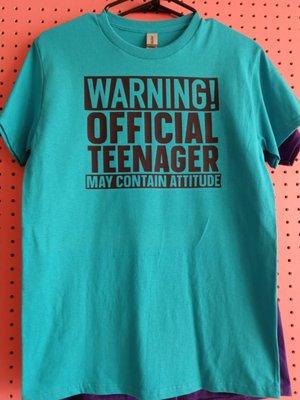 WARNING!
OFFICIAL
TEENAGER
MAY CONTAIN ATTITUDE